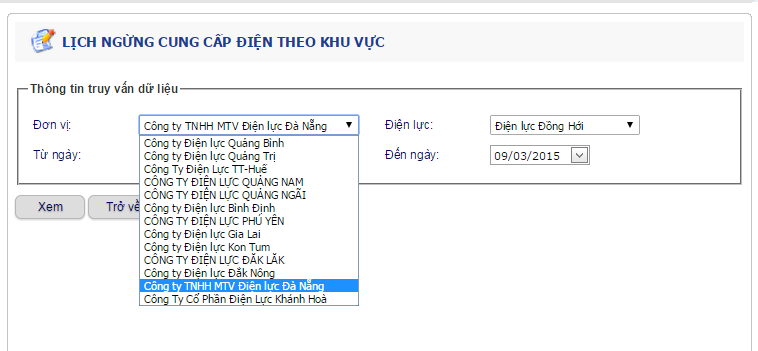 LỊCH NGỪNG CUNG CẤP ĐIỆN THEO KHU VỰC
Thông tin truy vấn dữ liệu
Đơn vị: Công ty TNHH MTV Điện lực Đà Nẵng Điện lực: Điện lực Đồng Hới
Từ ngày: Đến ngày: 09/03/2015
Công ty Điện lực Quảng Bình
Công ty Điện lực Quảng Trị
Công Ty Điện Lực TT-Huế
CÔNG TY ĐIỆN LỰC QUẢNG NAM
CÔNG TY ĐIỆN LỰC QUẢNG NGÃI
Công ty Điện lực Bình Định
CÔNG TY ĐIỆN LỰC PHÚ YÊN
Công ty Điện lực Gia Lai
Công ty Điện lực Kon Tum
CÔNG TY ĐIỆN LỰC ĐĂK LĂK
Công ty Điện lực Đắk Nông
Công ty TNHH MTV Điện lực Đà Nẵng
Công Ty Cổ Phần Điện Lực Khánh Hoà
Xem Trở về